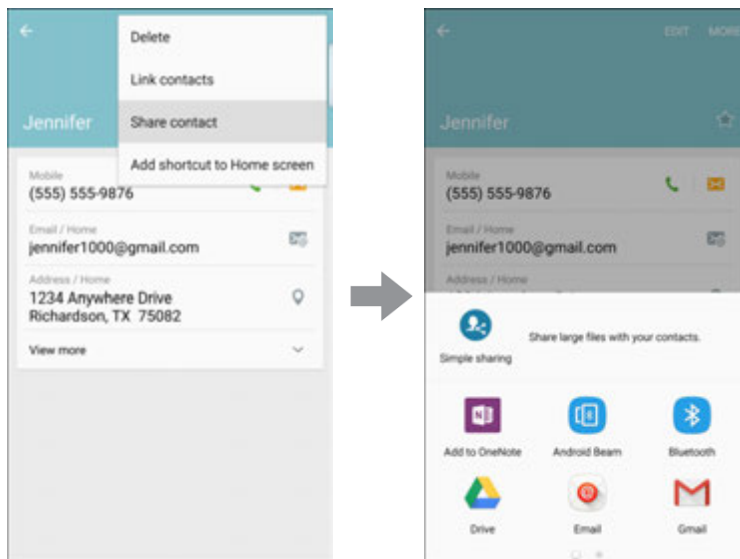 Delete
Link contacts
Jennifer
Share contact
Add shortcut to Home screen
Mobile
(555) 555-9876
Email / Home
jennifer1000@gmail.com
Address / Home
1234 Anywhere Drive
Richardson, TX 75082
View more
EDIT MORE
Jennifer
Mobile
(555) 555-9876
Email / Home
jennifer1000@gmail.com
Address / Home
Simple sharing
Share large files with your contacts.
Add to OneNote
Android Beam
Bluetooth
Drive
Email
Gmail